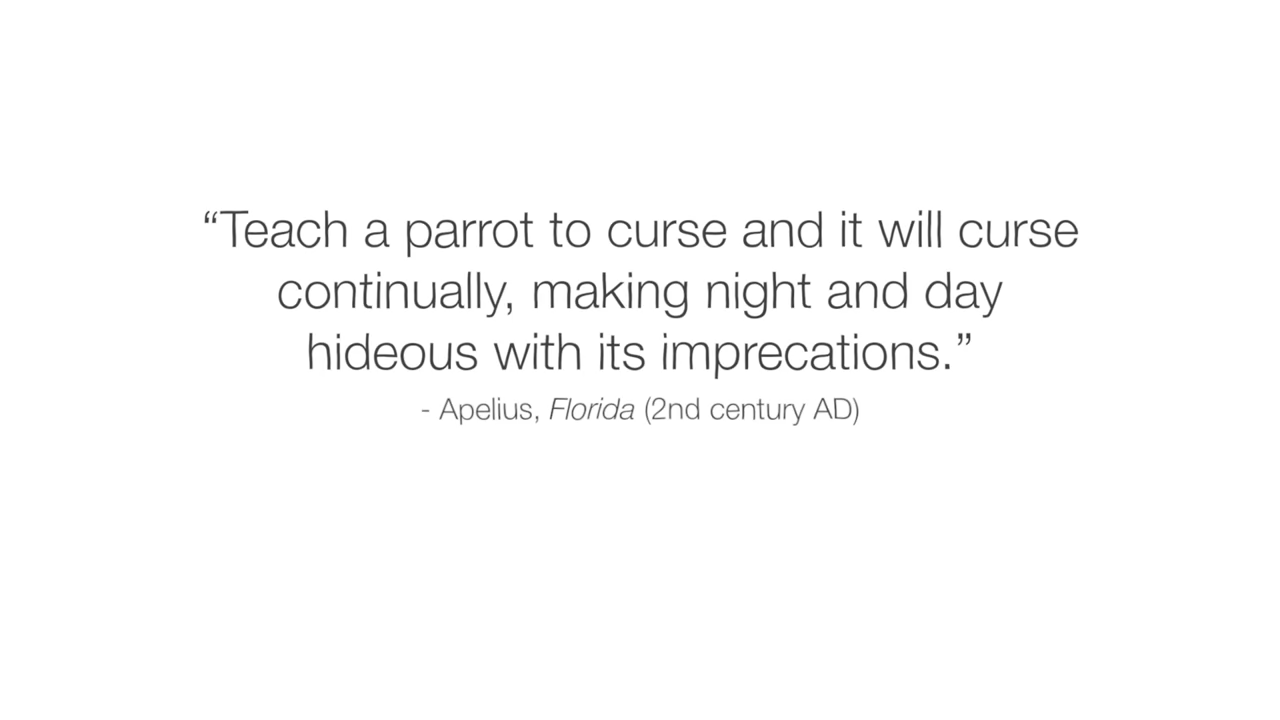 “Teach a parrot to curse and it will curse
continually, making night and day
hideous with its imprecations.”
- Apelius, Florida (2nd century AD)